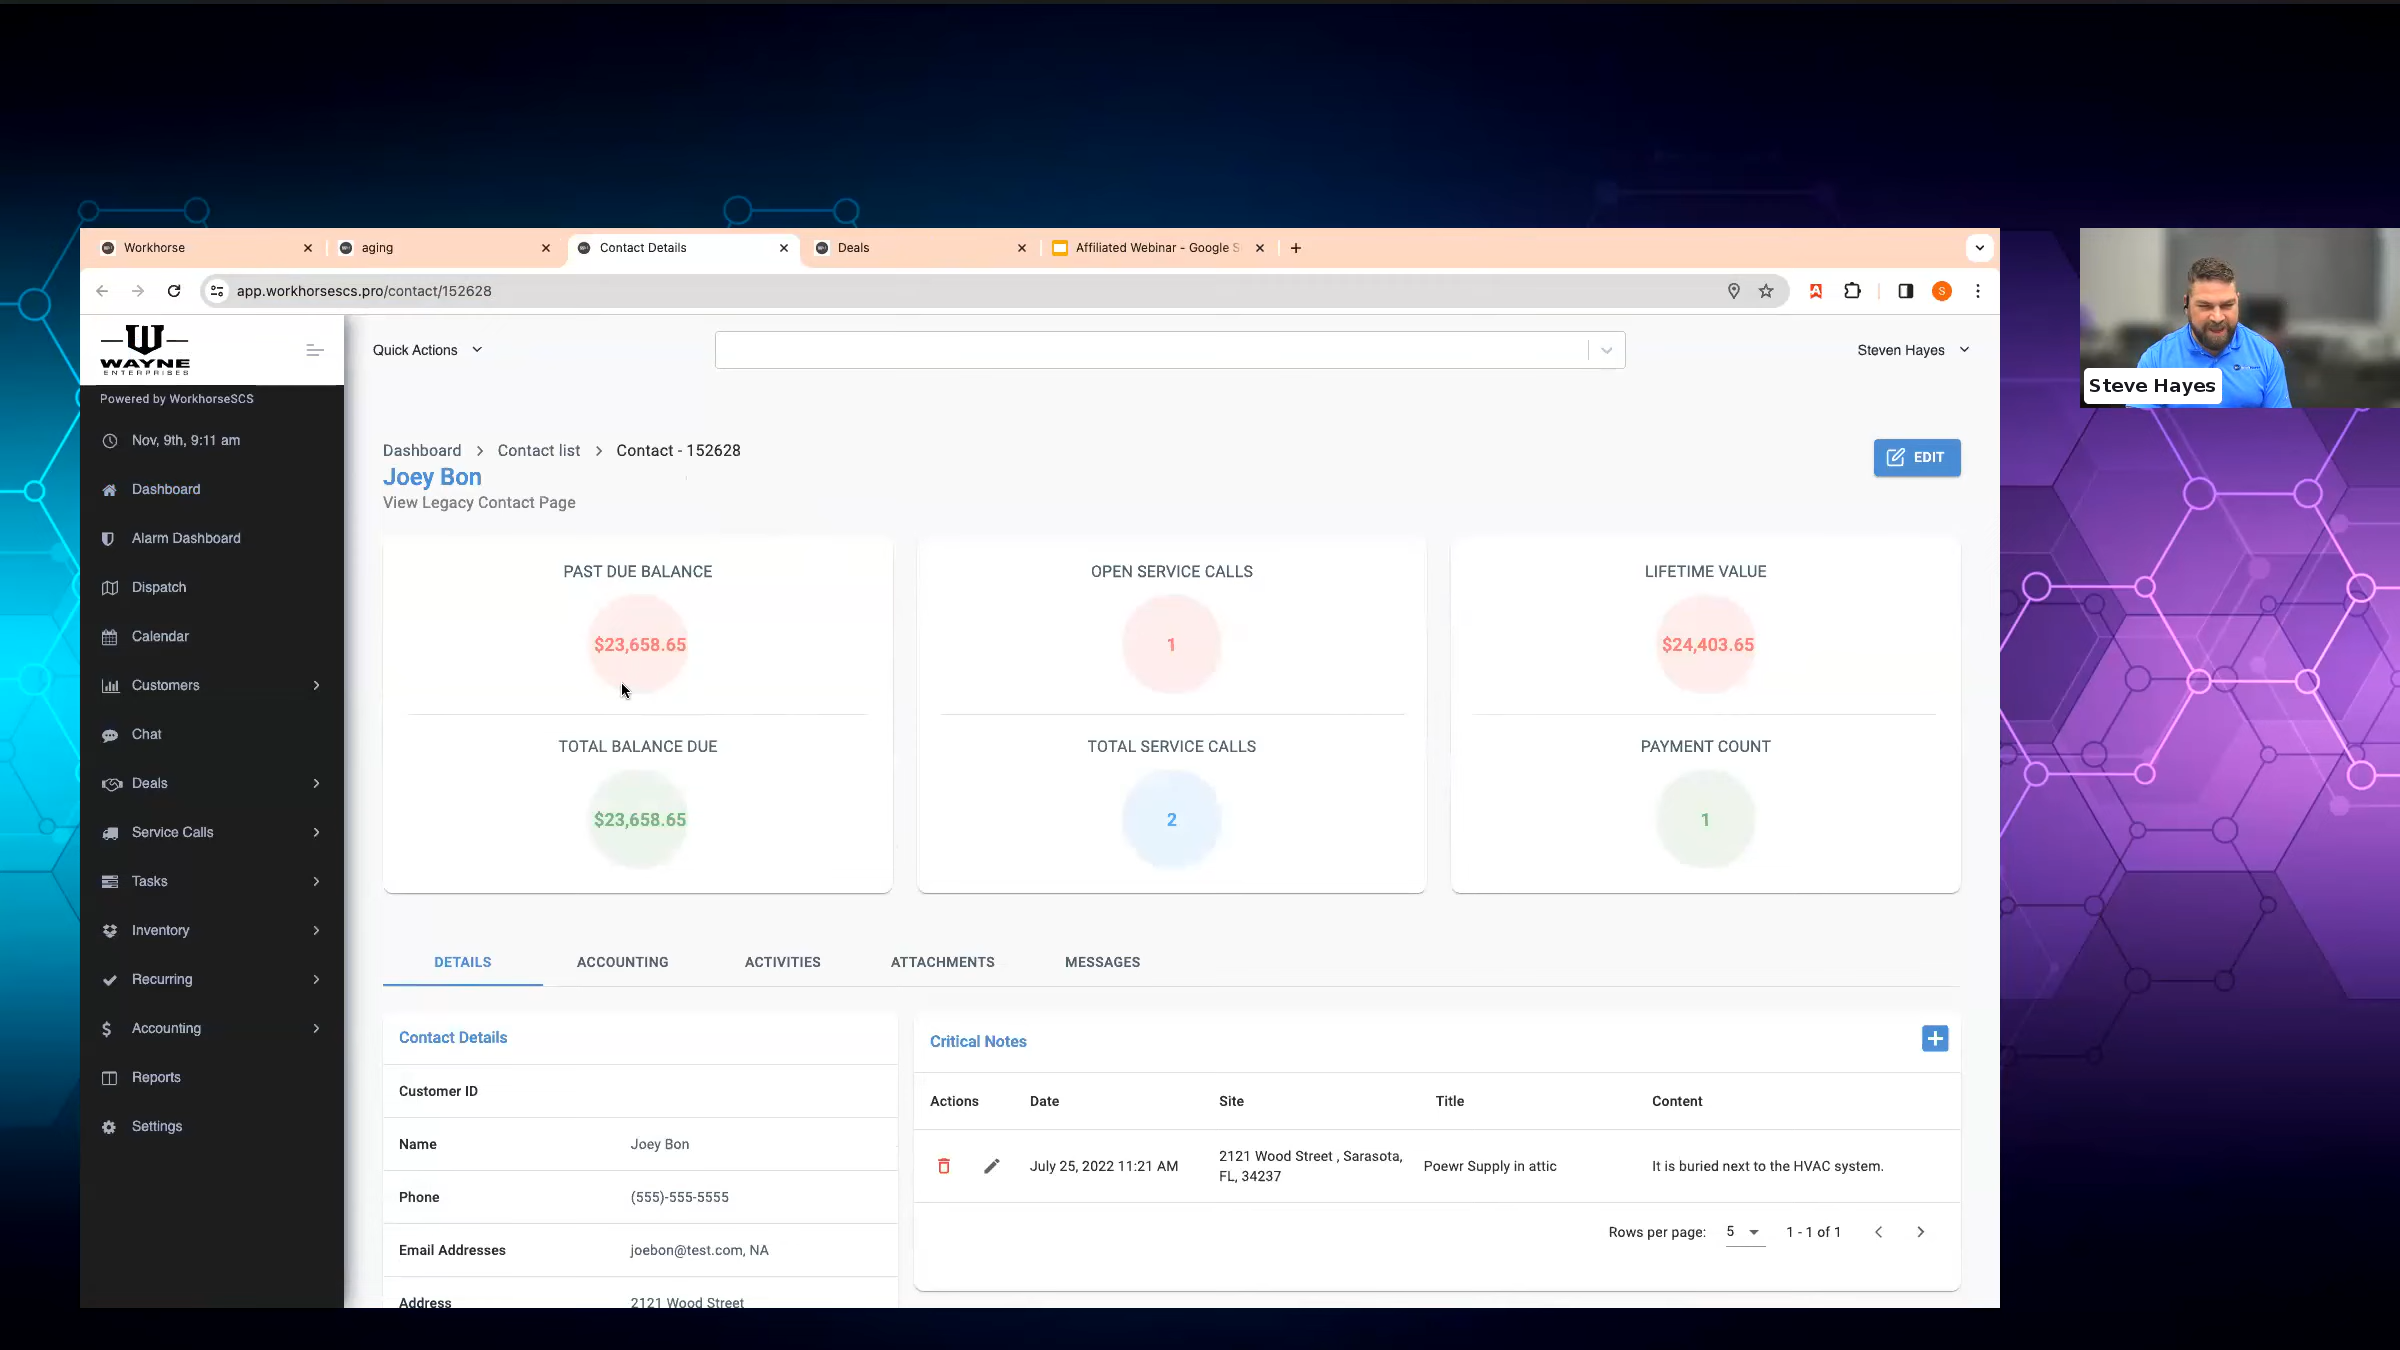 Workhorse
aging
Contact Details
Deals
Affiliated Webinar - Google S
app.workhorsescs.pro/contact/152628
S
WAYNE
ENTERPRISES
Quick Actions
Steven Hayes
Powered by WorkhorseSCS
Nov, 9th, 9:11 am
Dashboard
Alarm Dashboard
Dispatch
Calendar
Customers
Chat
Deals
Service Calls
Tasks
Inventory
Recurring
Accounting
Reports
Settings
Dashboard > Contact list > Contact - 152628
Joey Bon
View Legacy Contact Page
EDIT
PAST DUE BALANCE
$23,658.65
TOTAL BALANCE DUE
$23,658.65
OPEN SERVICE CALLS
1
TOTAL SERVICE CALLS
2
LIFETIME VALUE
$24,403.65
PAYMENT COUNT
1
DETAILS
ACCOUNTING
ACTIVITIES
ATTACHMENTS
MESSAGES
Contact Details
Customer ID
Name Joey Bon
Phone (555)-555-5555
Email Addresses joebon@test.com, NA
Address 2121 Wood Street
Critical Notes
Actions Date Site Title Content
July 25, 2022 11:21 AM 2121 Wood Street , Sarasota, Poewr Supply in attic It is buried next to the HVAC system.
FL, 34237
Rows per page: 5 1 - 1 of 1
Steve Hayes